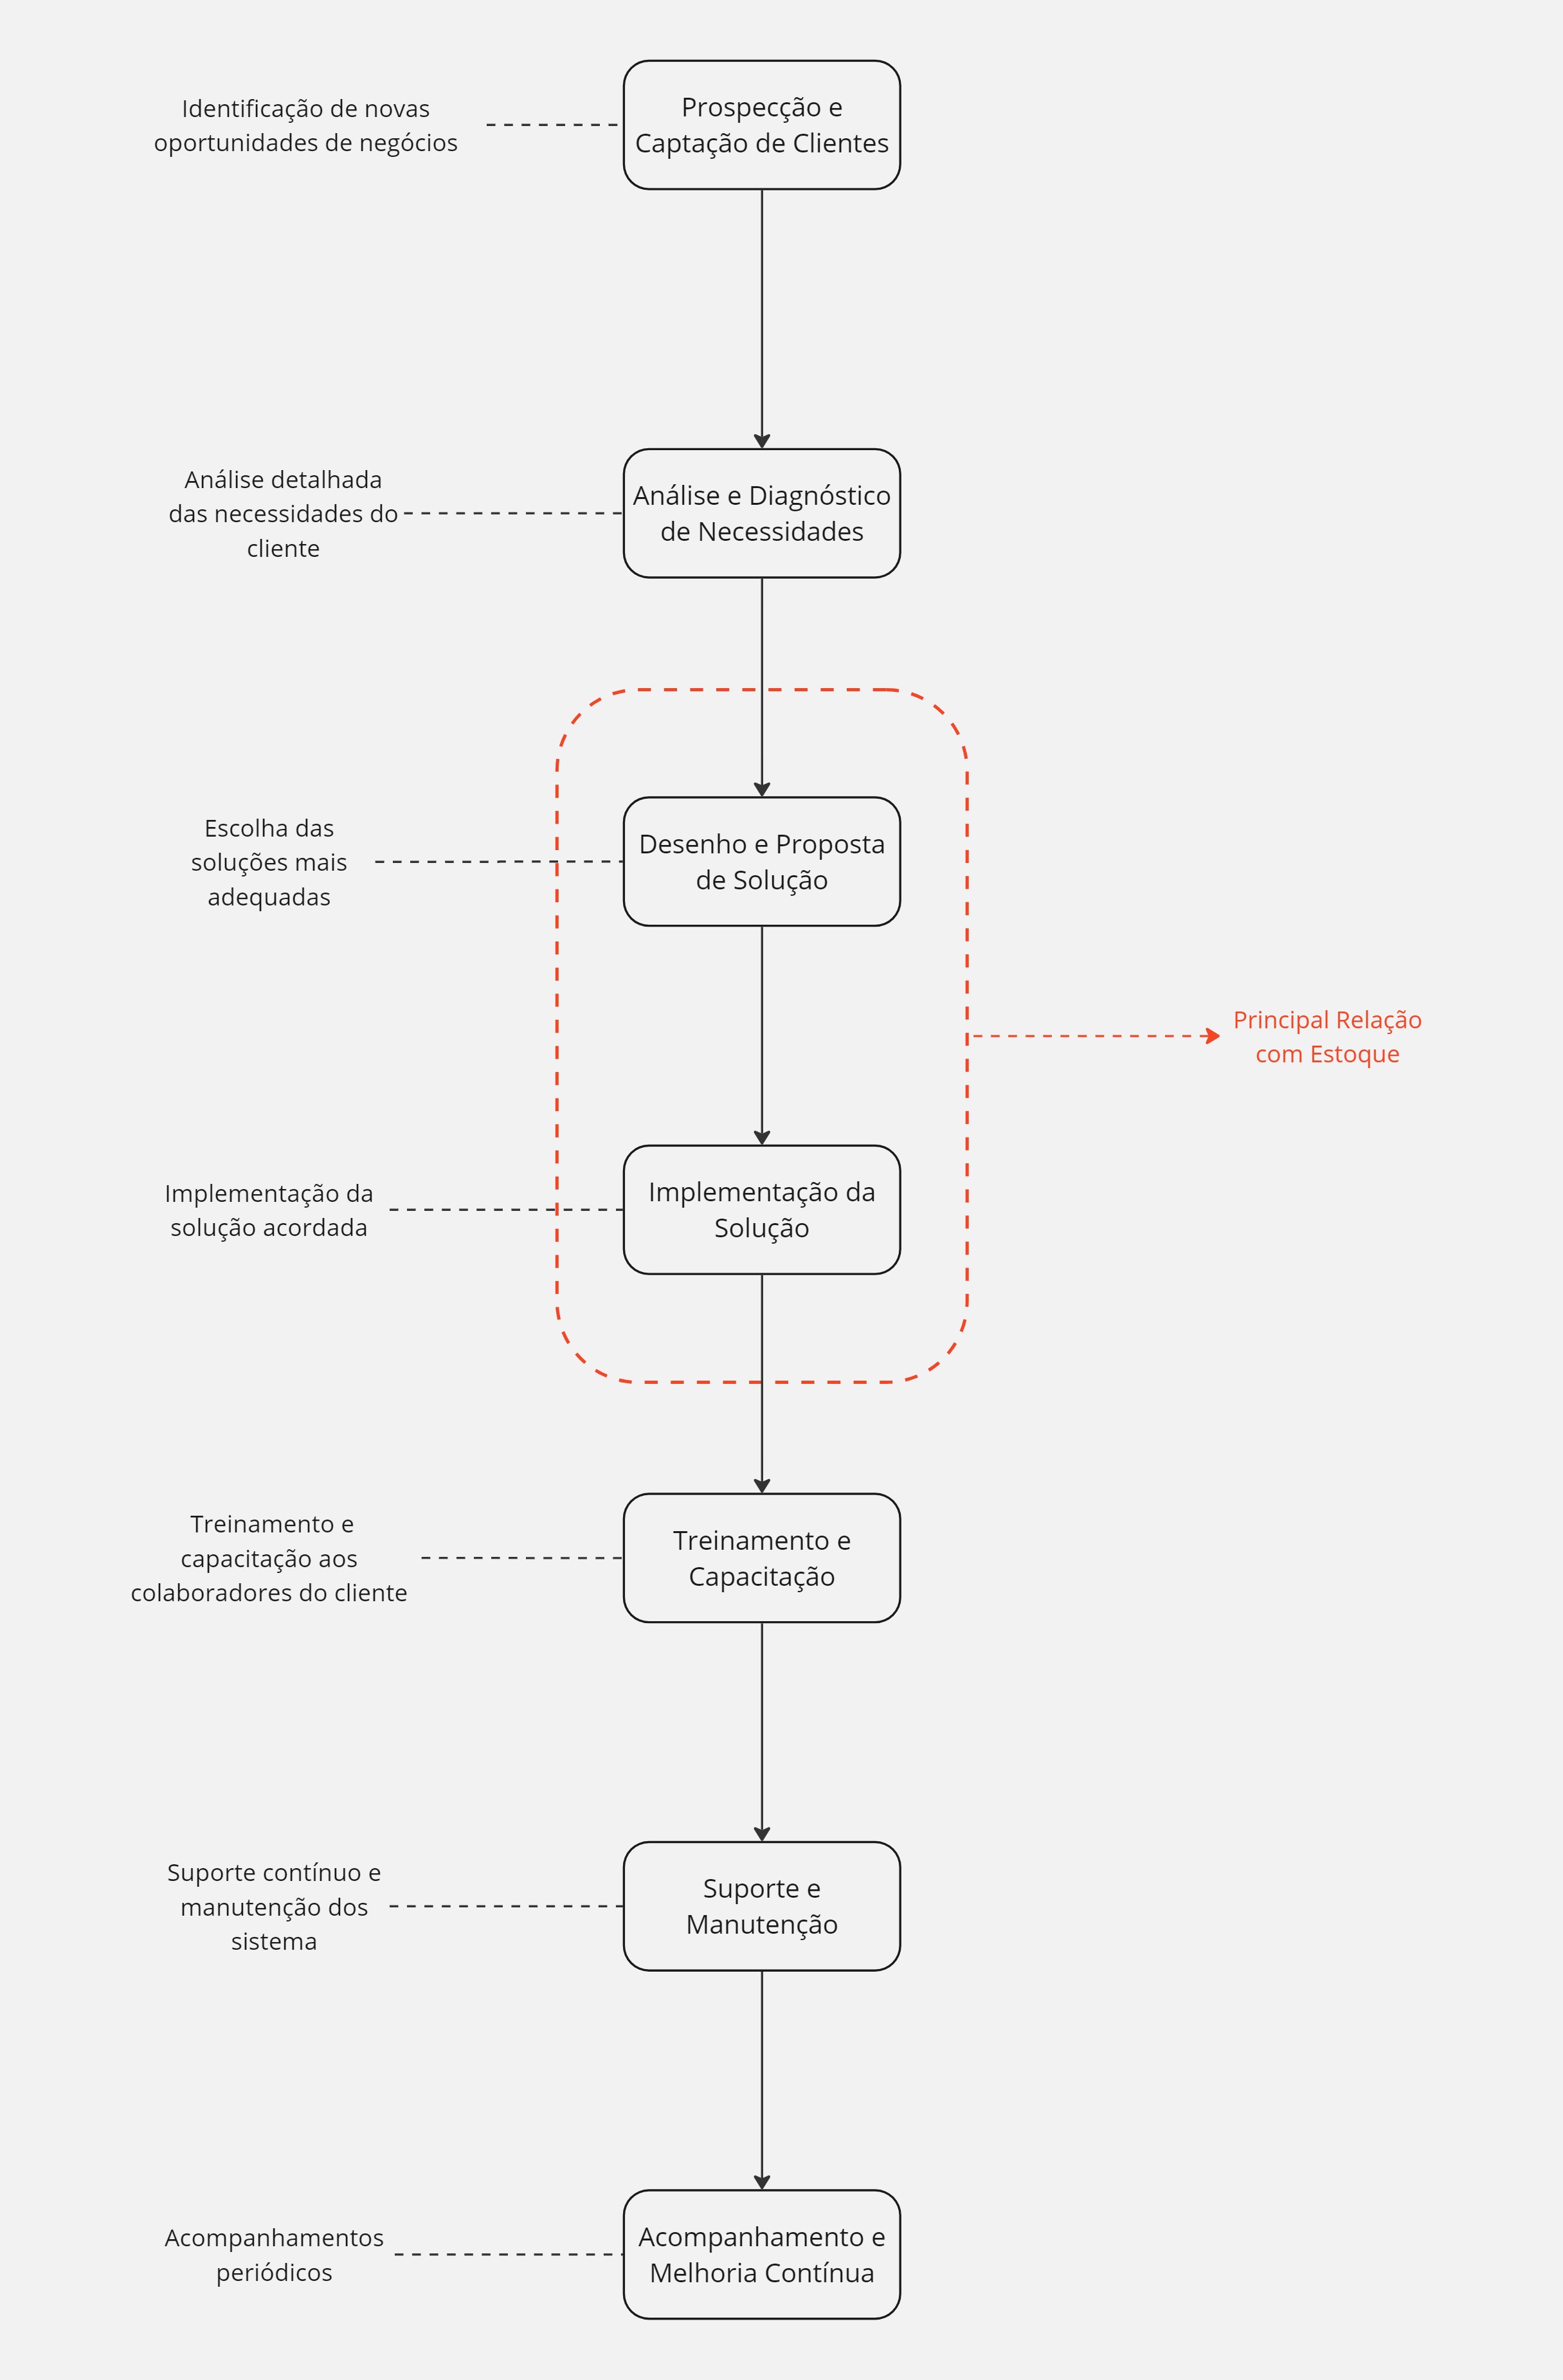 Identificação de novas
oportunidades de negócios
Prospecção e
Captação de Clientes
Análise detalhada
das necessidades do
cliente
Análise e Diagnóstico
de Necessidades
Escolha das
soluções mais
adequadas
Desenho e Proposta
de Solução
Principal Relação
com Estoque
Implementação da
solução acordada
Implementação da
Solução
Treinamento e
capacitação aos
colaboradores do cliente
Treinamento e
Capacitação
Suporte contínuo e
manutenção dos
sistema
Suporte e
Manutenção
Acompanhamentos
periódicos
Acompanhamento e
Melhoria Contínua